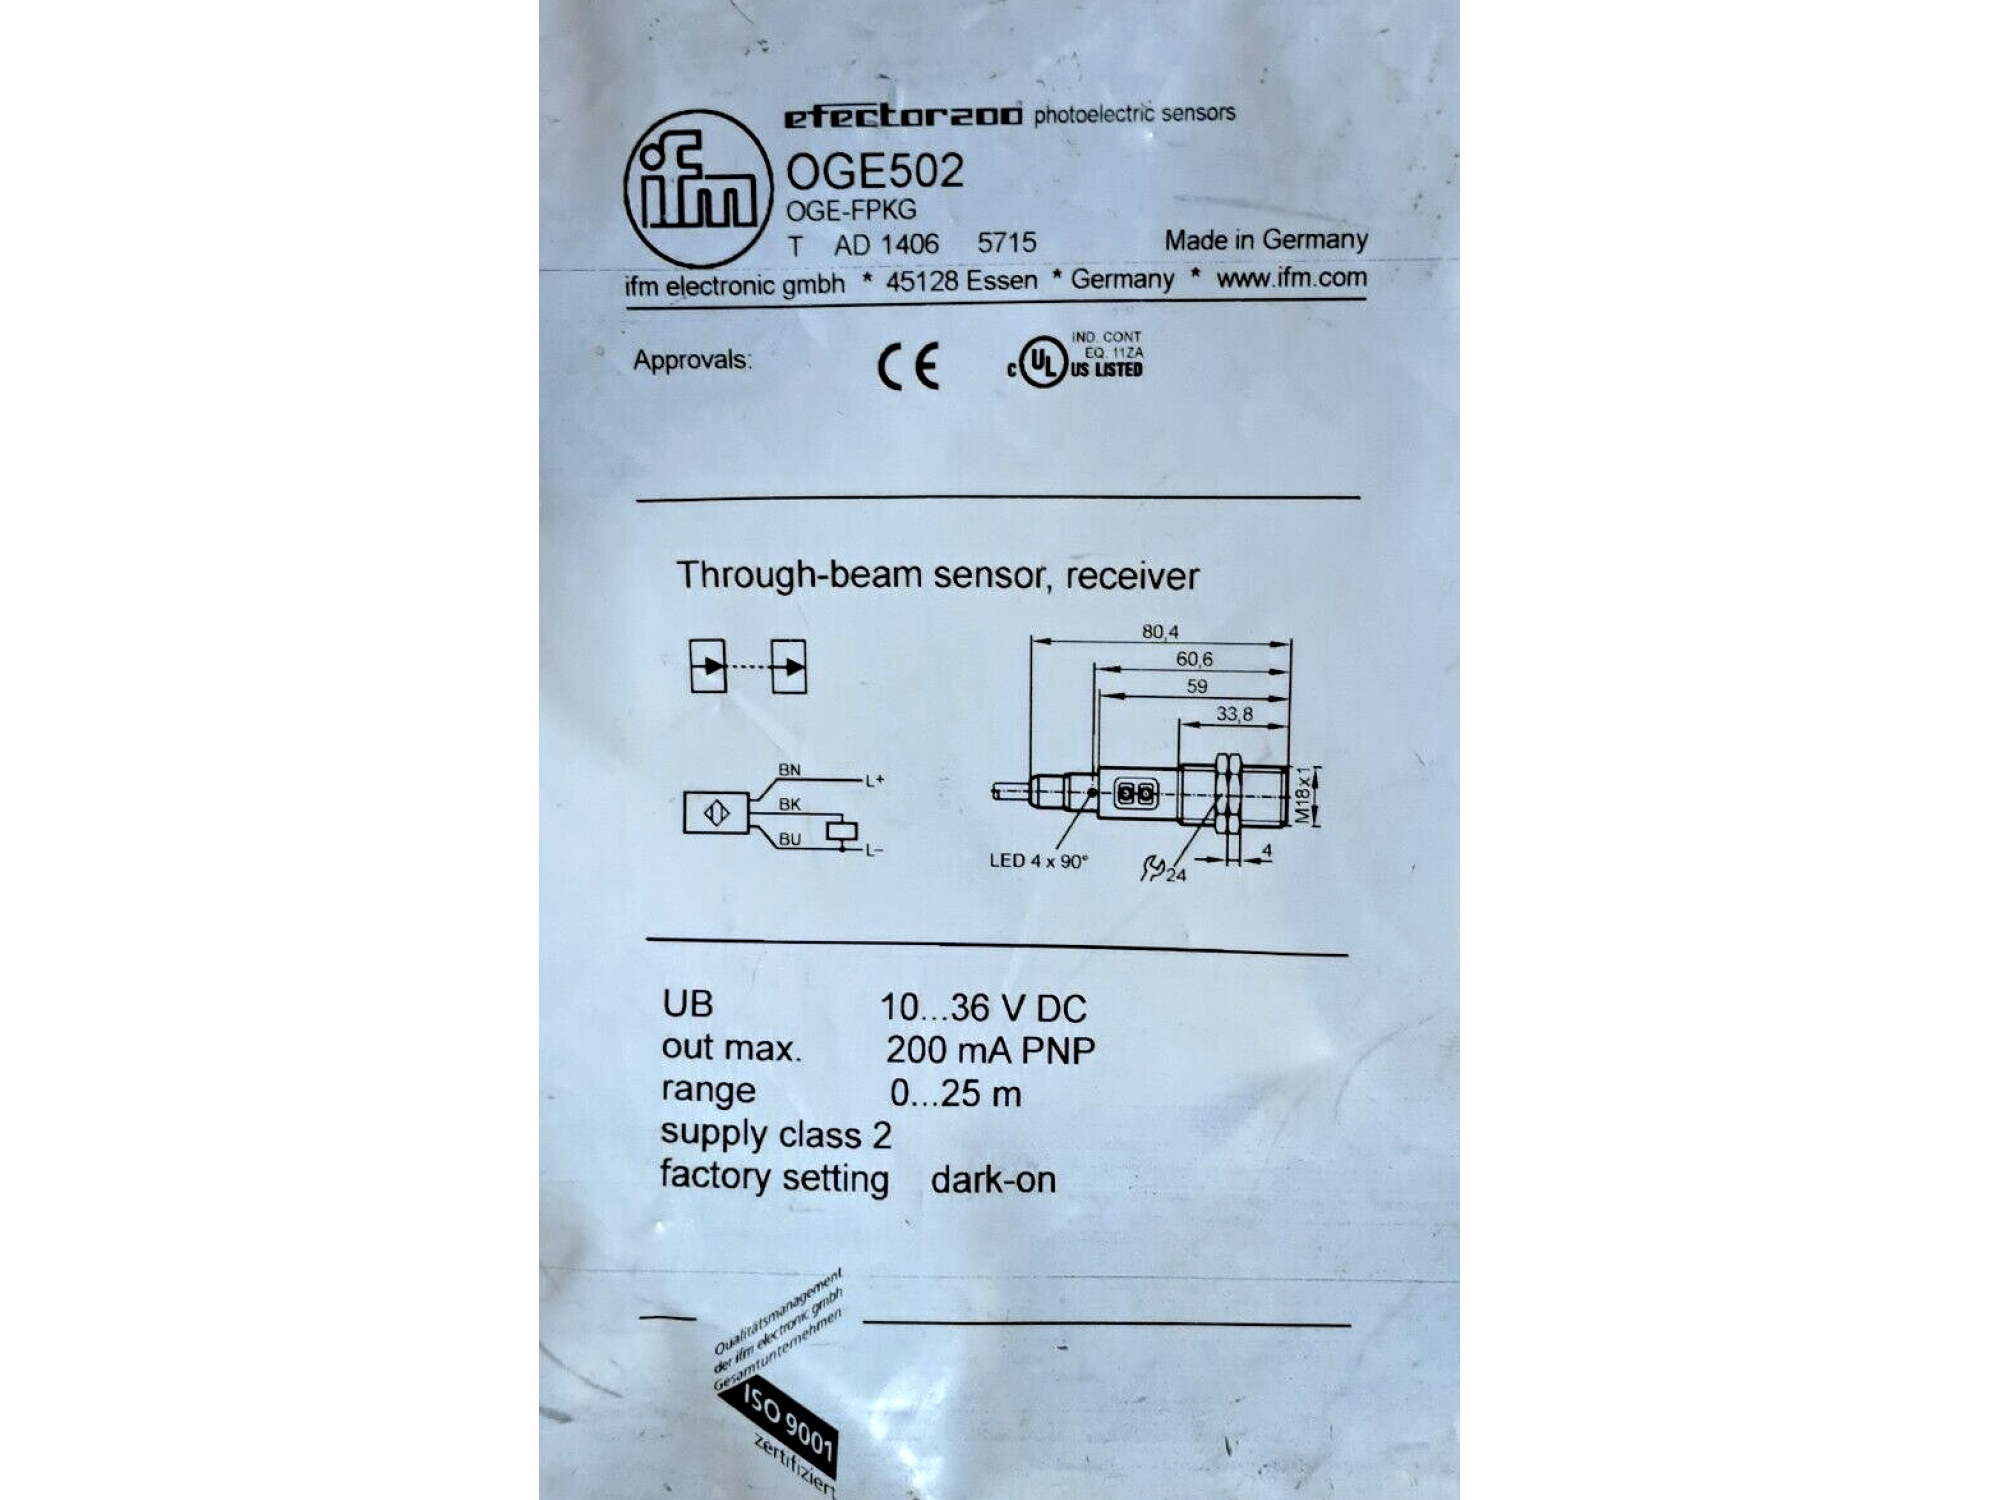 ifm
efector200 photoelectric sensors
OGE502
OGE-FPKG
T AD 1406 5715 Made in Germany
ifm electronic gmbh * 45128 Essen * Germany * www.ifm.com
Approvals: CE
c UL US LISTED
IND. CONT
EQ. 11ZA
Through-beam sensor, receiver
80,4
60,6
59
33,8
BN L+
BK
BU L-
M18x1
LED 4 x 90°
24
4
UB 10...36 V DC
out max. 200 mA PNP
range 0...25 m
supply class 2
factory setting dark-on
Qualitätsmanagement
der ifm electronic gmbh
Gesamtunternehmen
ISO 9001
zertifiziert